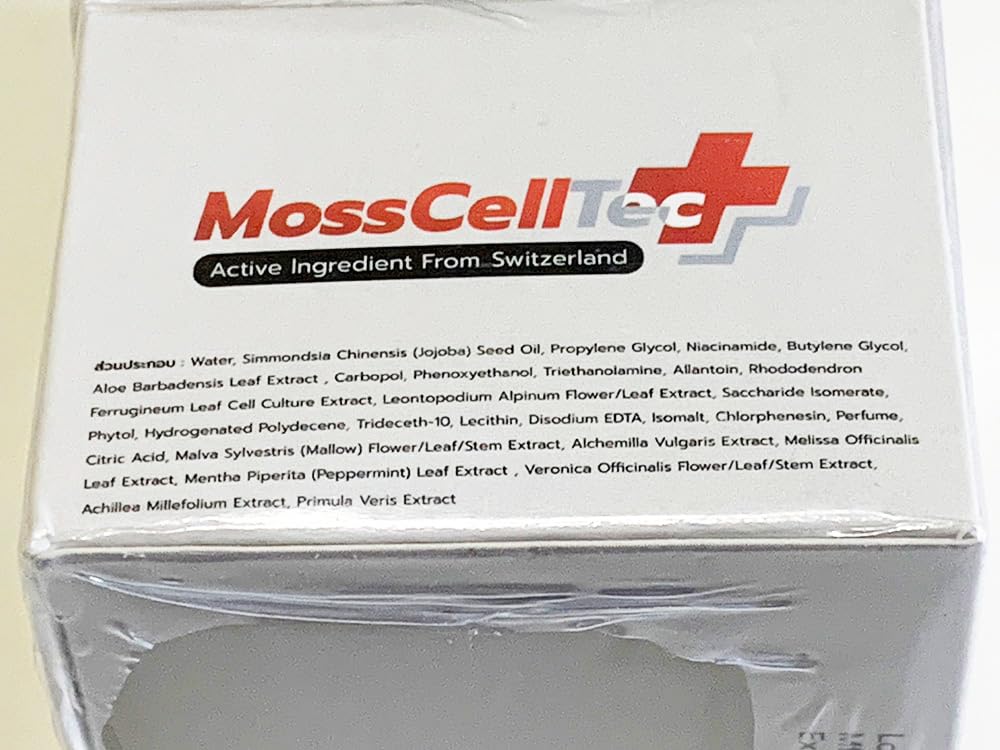 MossCellTec
Active Ingredient From Switzerland
ส่วนประกอบ : Water, Simmondsia Chinensis (Jojoba) Seed Oil, Propylene Glycol, Niacinamide, Butylene Glycol,
Aloe Barbadensis Leaf Extract , Carbopol, Phenoxyethanol, Triethanolamine, Allantoin, Rhododendron
Ferrugineum Leaf Cell Culture Extract, Leontopodium Alpinum Flower/Leaf Extract, Saccharide Isomerate,
Phytol, Hydrogenated Polydecene, Trideceth-10, Lecithin, Disodium EDTA, Isomalt, Chlorphenesin, Perfume,
Citric Acid, Malva Sylvestris (Mallow) Flower/Leaf/Stem Extract, Alchemilla Vulgaris Extract, Melissa Officinalis
Leaf Extract, Mentha Piperita (Peppermint) Leaf Extract , Veronica Officinalis Flower/Leaf/Stem Extract,
Achillea Millefolium Extract, Primula Veris Extract